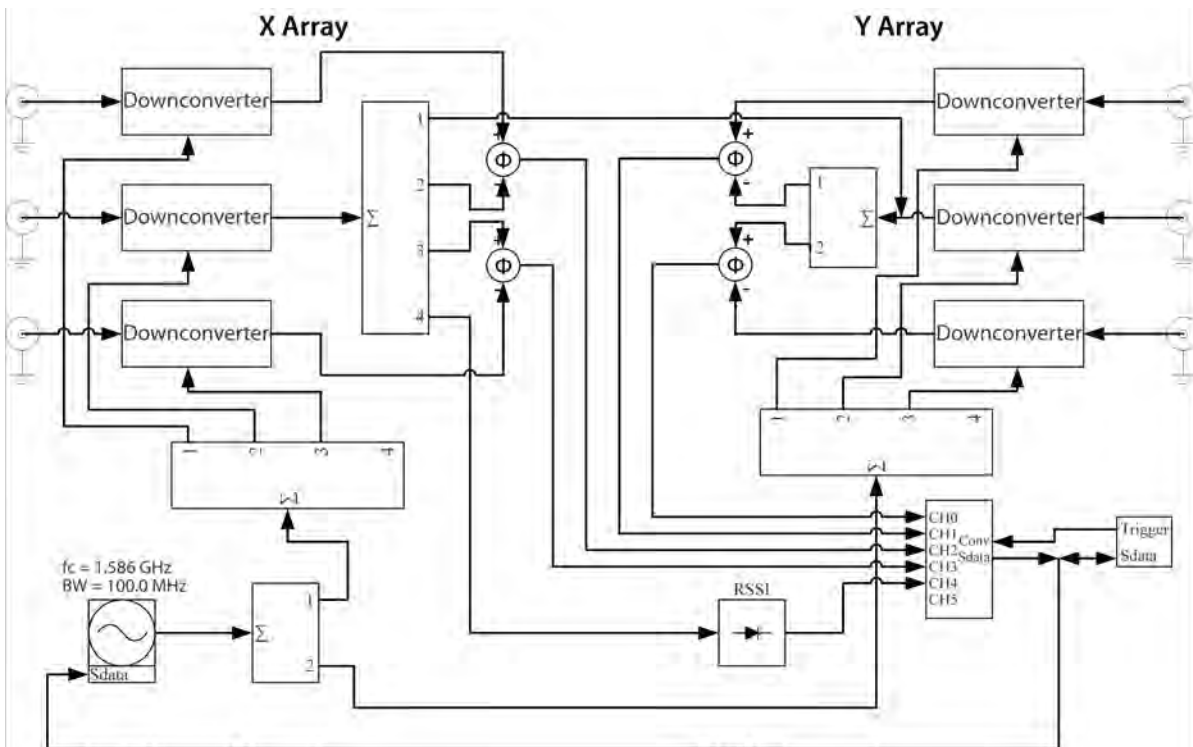 X Array
Y Array
Downconverter
Downconverter
Downconverter
Σ
1
2
3
4
+
Φ
-
+
Φ
-
+
Φ
-
+
Φ
-
1
2
Σ
Downconverter
Downconverter
Downconverter
1 2 3 4
Σ
1 2 3 4
Σ
fc = 1.586 GHz
BW = 100.0 MHz
Sdata
Σ
1
2
RSSI
CH0
CH1
CH2
CH3
CH4
CH5
Conv
Sdata
Trigger
Sdata